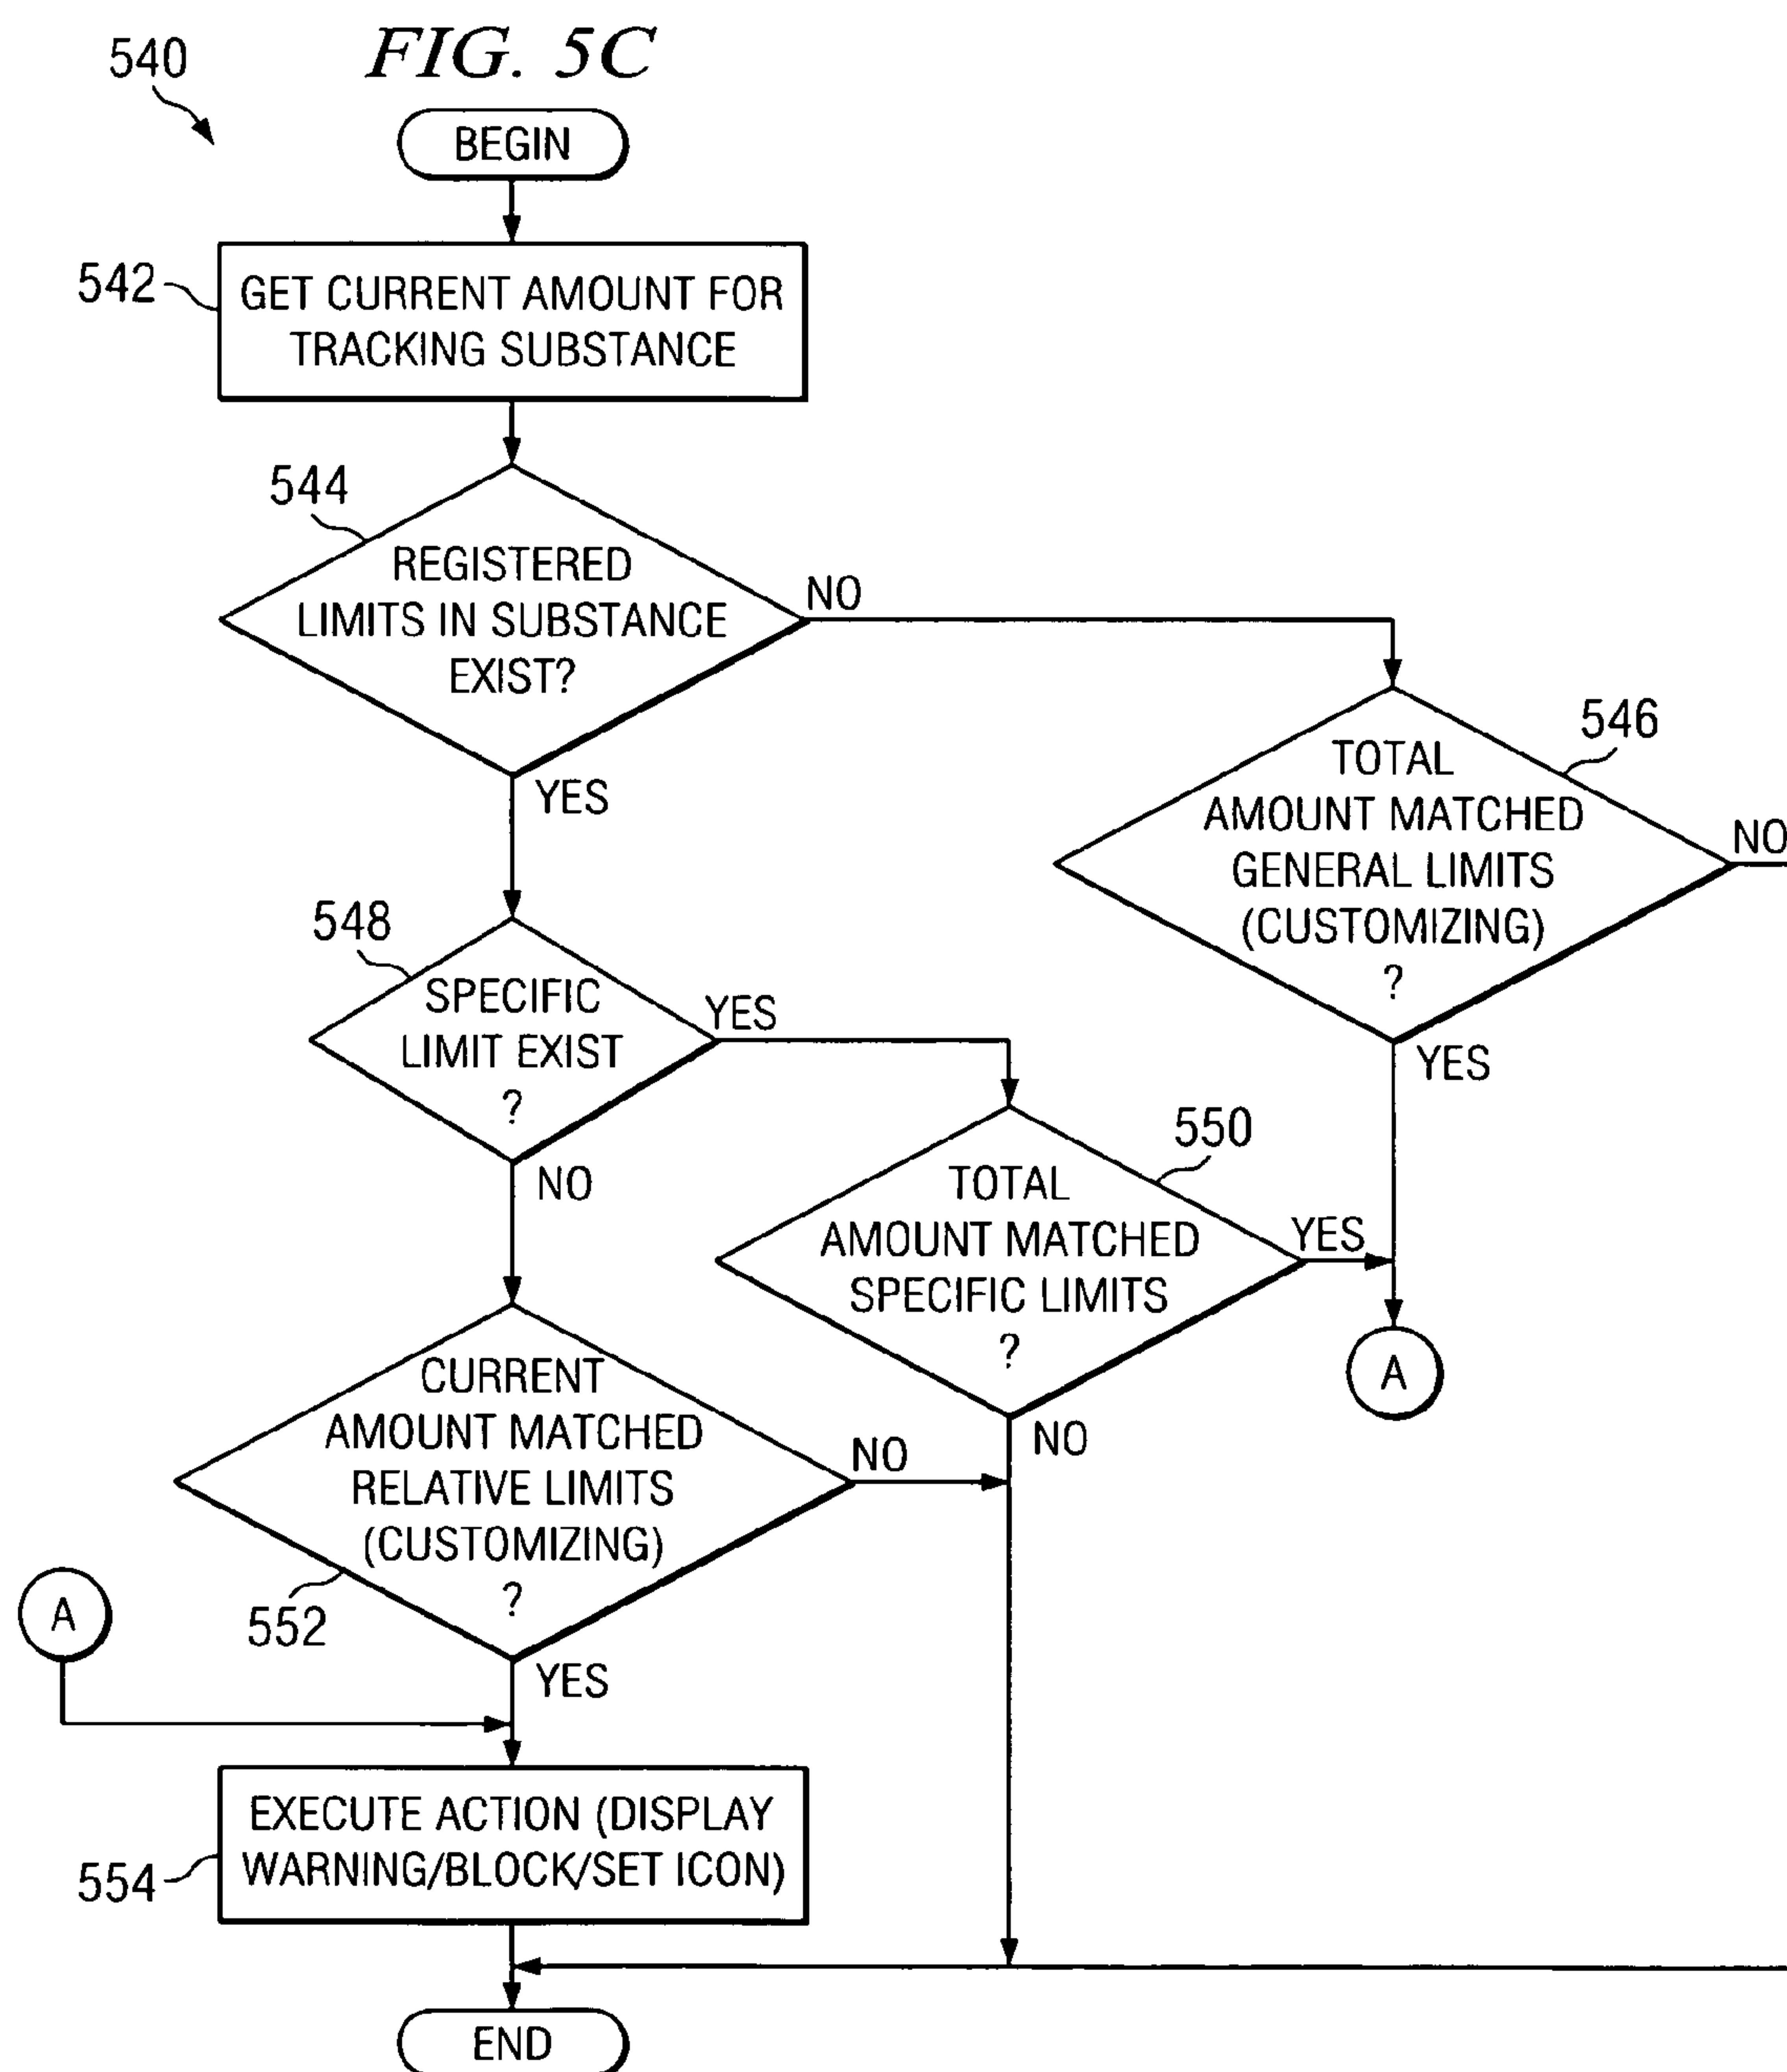 540
FIG. 5C
BEGIN
542
GET CURRENT AMOUNT FOR
TRACKING SUBSTANCE
544
REGISTERED
LIMITS IN SUBSTANCE
EXIST?
NO
YES
546
TOTAL
AMOUNT MATCHED
GENERAL LIMITS
(CUSTOMIZING)
?
NO
YES
548
SPECIFIC
LIMIT EXIST
?
YES
NO
550
TOTAL
AMOUNT MATCHED
SPECIFIC LIMITS
?
YES
NO
A
CURRENT
AMOUNT MATCHED
RELATIVE LIMITS
(CUSTOMIZING)
?
NO
552
YES
A
EXECUTE ACTION (DISPLAY
WARNING/BLOCK/SET ICON)
554
END